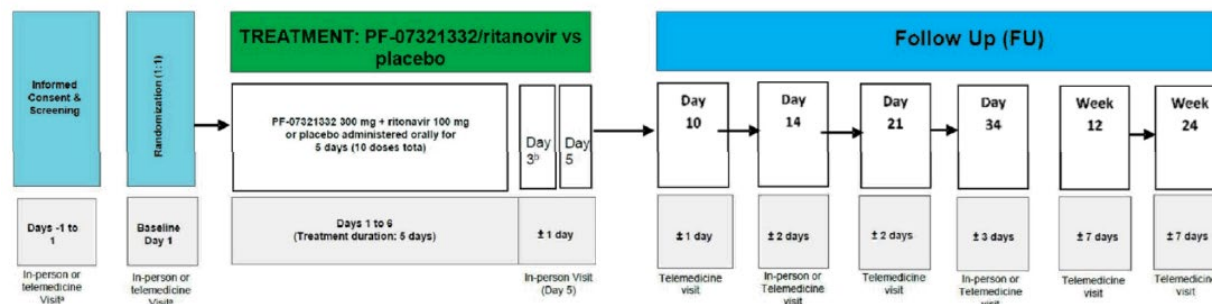 TREATMENT: PF-07321332/ritanovir vs
placebo
Follow Up (FU)
Informed
Consent &
Screening
Randomization (1:1)
PF-07321332 300 mg + ritonavir 100 mg
or placebo administered orally for
5 days (10 doses total)
Day
3ᵇ
Day
5
Day
10
Day
14
Day
21
Day
34
Week
12
Week
24
Days -1 to
1
Baseline
Day 1
Days 1 to 6
(Treatment duration: 5 days)
± 1 day
± 1 day
± 2 days
± 2 days
± 3 days
± 7 days
± 7 days
In-person or
telemedicine
Visitᵃ
In-person or
telemedicine
Visitᵃ
In-person Visit
(Day 5)
Telemedicine
visit
In-person or
Telemedicine
visit
Telemedicine
visit
In-person or
Telemedicine
visit
Telemedicine
visit
Telemedicine
visit